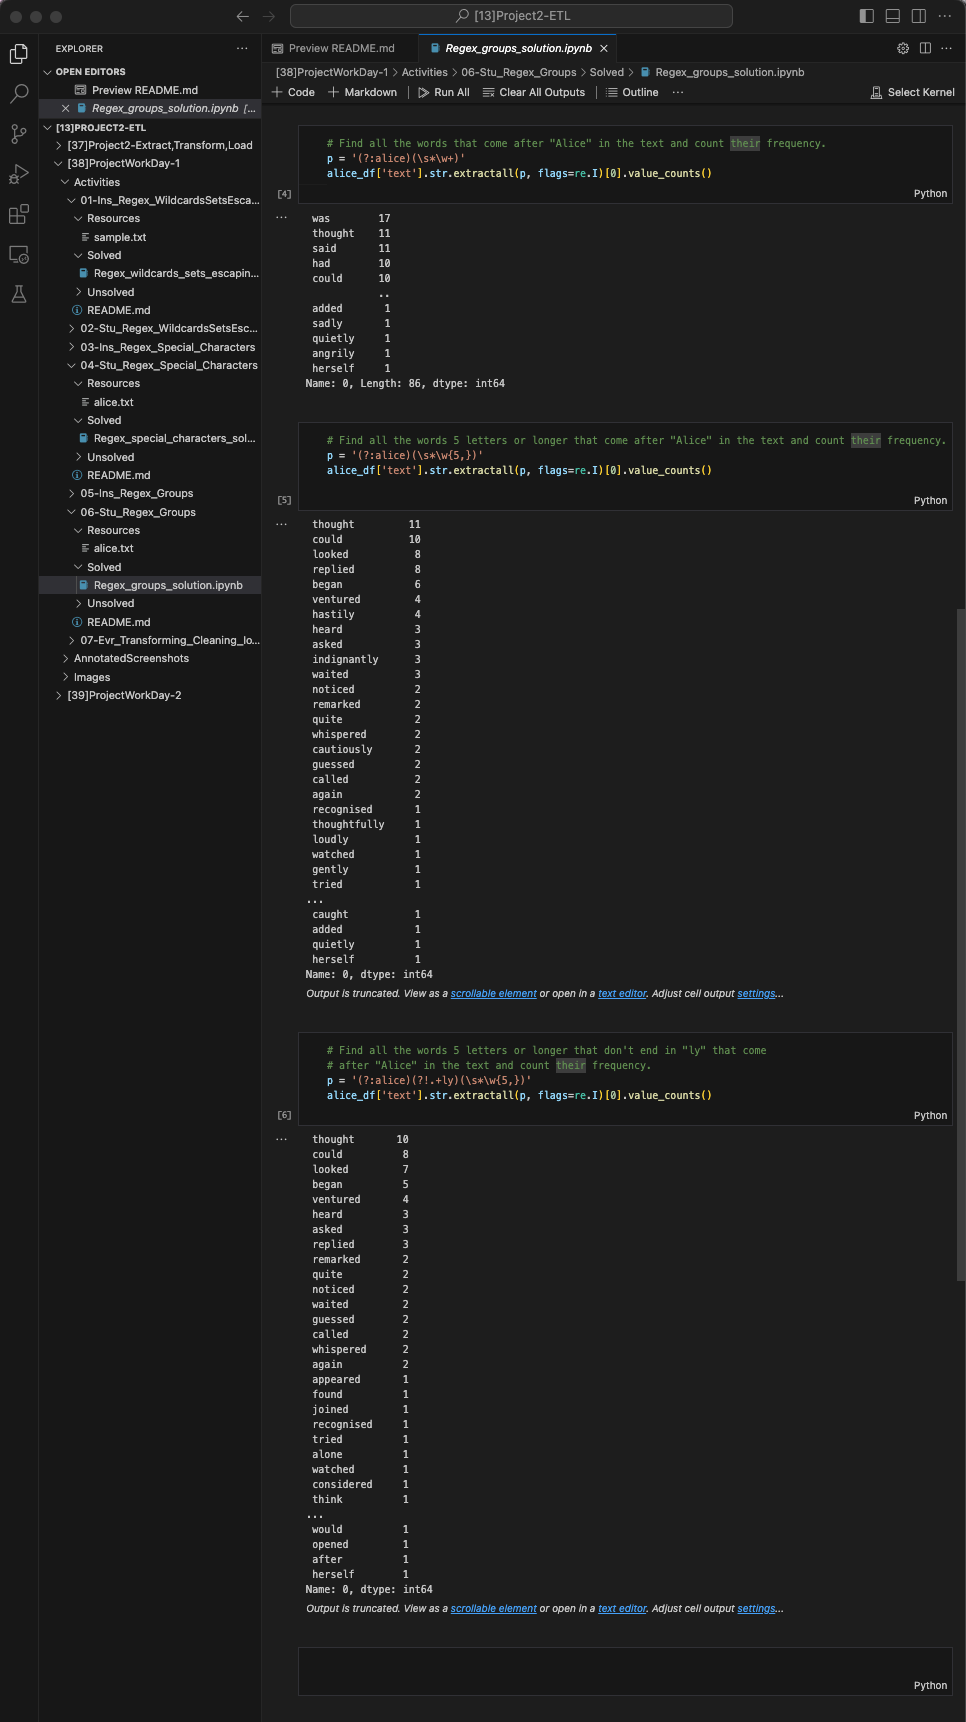 [13]Project2-ETL
EXPLORER
OPEN EDITORS
Preview README.md
Regex_groups_solution.ipynb [...
[13]PROJECT2-ETL
[37]Project2-Extract,Transform,Load
[38]ProjectWorkDay-1
Activities
01-Ins_Regex_WildcardsSetsEsca...
Resources
sample.txt
Solved
Regex_wildcards_sets_escapin...
Unsolved
README.md
02-Stu_Regex_WildcardsSetsEsc...
03-Ins_Regex_Special_Characters
04-Stu_Regex_Special_Characters
Resources
alice.txt
Solved
Regex_special_characters_sol...
Unsolved
README.md
05-Ins_Regex_Groups
06-Stu_Regex_Groups
Resources
alice.txt
Solved
Regex_groups_solution.ipynb
Unsolved
README.md
07-Evr_Transforming_Cleaning_lo...
AnnotatedScreenshots
Images
[39]ProjectWorkDay-2
Preview README.md
Regex_groups_solution.ipynb
[38]ProjectWorkDay-1 > Activities > 06-Stu_Regex_Groups > Solved > Regex_groups_solution.ipynb
+ Code + Markdown Run All Clear All Outputs Outline ... Select Kernel
# Find all the words that come after "Alice" in the text and count their frequency.
p = '(?:alice)(\s*\w+)'
alice_df['text'].str.extractall(p, flags=re.I)[0].value_counts()
[4] Python
... was 17
thought 11
said 11
had 10
could 10
..
added 1
sadly 1
quietly 1
angrily 1
herself 1
Name: 0, Length: 86, dtype: int64
# Find all the words 5 letters or longer that come after "Alice" in the text and count their frequency.
p = '(?:alice)(\s*\w{5,})'
alice_df['text'].str.extractall(p, flags=re.I)[0].value_counts()
[5] Python
... thought 11
could 10
looked 8
replied 8
began 6
ventured 4
hastily 4
heard 3
asked 3
indignantly 3
waited 3
noticed 2
remarked 2
quite 2
whispered 2
cautiously 2
guessed 2
called 2
again 2
recognised 1
thoughtfully 1
loudly 1
watched 1
gently 1
tried 1
...
caught 1
added 1
quietly 1
herself 1
Name: 0, dtype: int64
Output is truncated. View as a scrollable element or open in a text editor. Adjust cell output settings...
# Find all the words 5 letters or longer that don't end in "ly" that come
# after "Alice" in the text and count their frequency.
p = '(?:alice)(?!.+ly)(\s*\w{5,})'
alice_df['text'].str.extractall(p, flags=re.I)[0].value_counts()
[6] Python
... thought 10
could 8
looked 7
began 5
ventured 4
heard 3
asked 3
replied 3
remarked 2
quite 2
noticed 2
waited 2
guessed 2
called 2
whispered 2
again 2
appeared 1
found 1
joined 1
recognised 1
tried 1
alone 1
watched 1
considered 1
think 1
...
would 1
opened 1
after 1
herself 1
Name: 0, dtype: int64
Output is truncated. View as a scrollable element or open in a text editor. Adjust cell output settings...
Python